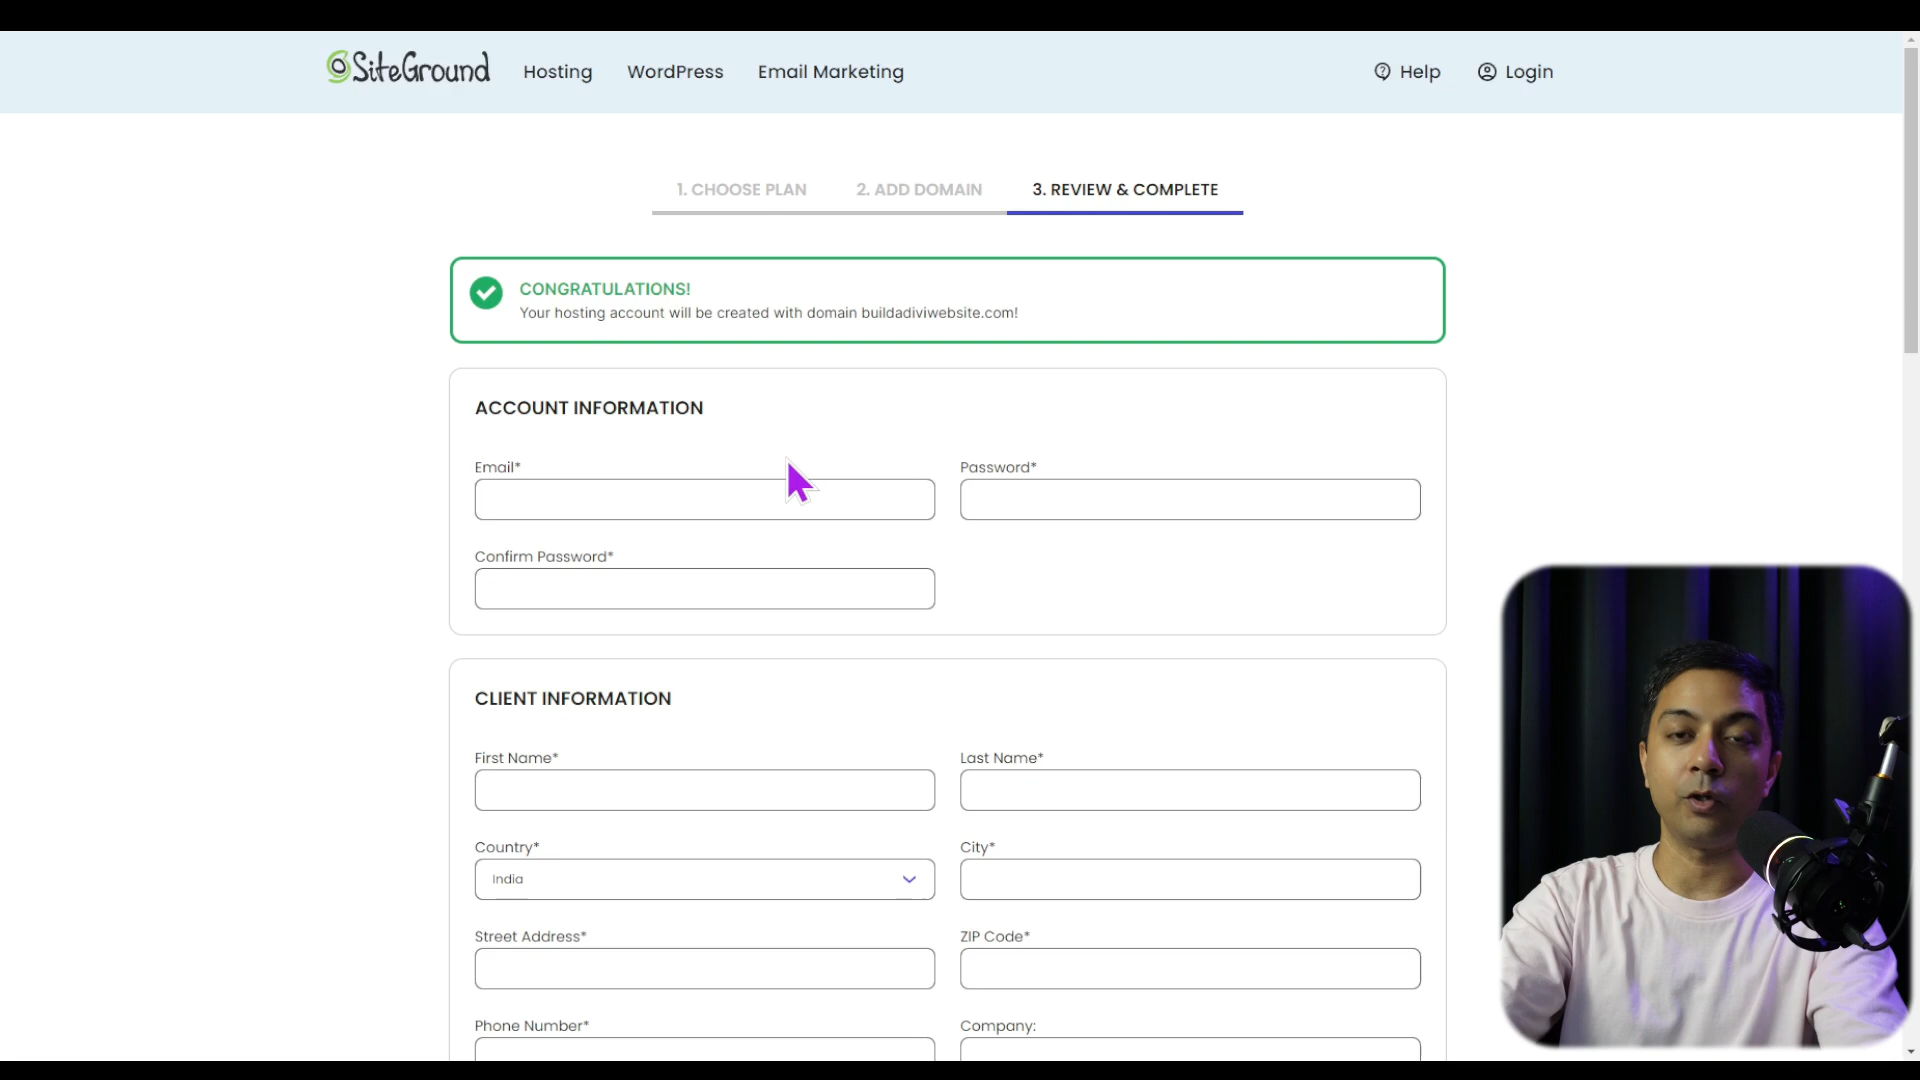 SiteGround Hosting WordPress Email Marketing Help Login
1. CHOOSE PLAN 2. ADD DOMAIN 3. REVIEW & COMPLETE
CONGRATULATIONS!
Your hosting account will be created with domain buildadiviwebsite.com!
ACCOUNT INFORMATION
Email* Password*
Confirm Password*
CLIENT INFORMATION
First Name* Last Name*
Country* City*
India
Street Address* ZIP Code*
Phone Number* Company: